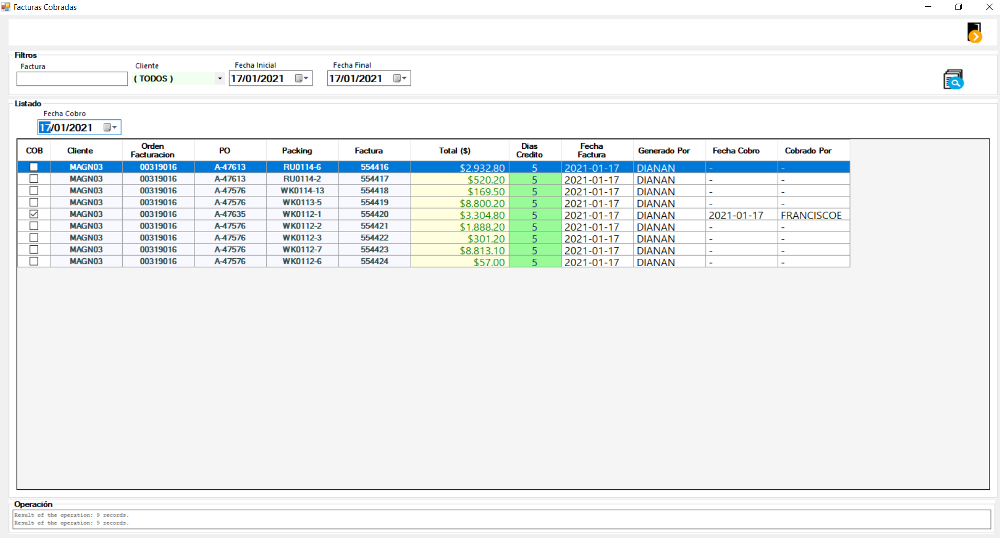 Facturas Cobradas
Filtros
Factura Cliente Fecha Inicial Fecha Final
( TODOS ) 17/01/2021 17/01/2021
Listado
Fecha Cobro
17/01/2021
COB Cliente Orden Facturacion PO Packing Factura Total ($) Dias Credito Fecha Factura Generado Por Fecha Cobro Cobrado Por
MAGN03 00319016 A-47613 RU0114-6 554416 $2.932.80 5 2021-01-17 DIANAN - -
MAGN03 00319016 A-47613 RU0114-2 554417 $520.20 5 2021-01-17 DIANAN - -
MAGN03 00319016 A-47576 WK0114-13 554418 $169.50 5 2021-01-17 DIANAN - -
MAGN03 00319016 A-47576 WK0113-5 554419 $8.800.20 5 2021-01-17 DIANAN - -
MAGN03 00319016 A-47635 WK0112-1 554420 $3.304.80 5 2021-01-17 DIANAN 2021-01-17 FRANCISCOE
MAGN03 00319016 A-47576 WK0112-2 554421 $1.888.20 5 2021-01-17 DIANAN - -
MAGN03 00319016 A-47576 WK0112-3 554422 $301.20 5 2021-01-17 DIANAN - -
MAGN03 00319016 A-47576 WK0112-7 554423 $8.813.10 5 2021-01-17 DIANAN - -
MAGN03 00319016 A-47576 WK0112-6 554424 $57.00 5 2021-01-17 DIANAN - -
Operación
Result of the operation: 9 records.
Result of the operation: 9 records.